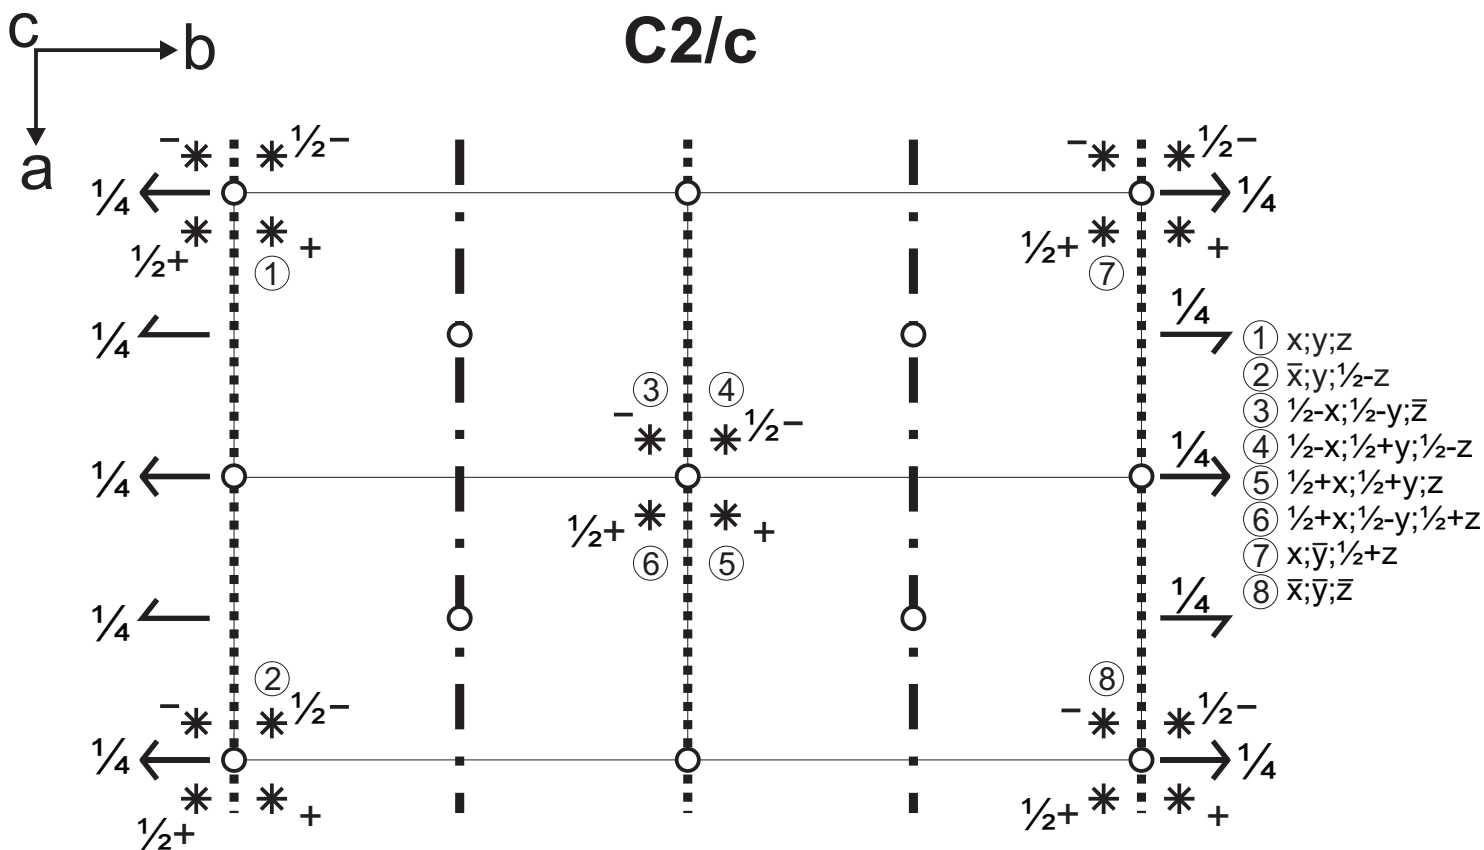 C2/c
c
b
a
− ½− − ½−
¼ ¼
½+ + ½+ +
① ⑦
¼ ¼
① x;y;z
② x̅;y;½-z
③ ④
③ ½-x;½-y;z̅
− ½−
④ ½-x;½+y;½-z
¼ ¼
⑤ ½+x;½+y;z
½+ +
⑥ ½+x;½-y;½+z
⑥ ⑤
⑦ x;y̅;½+z
⑧ x̅;y̅;z̅
¼ ¼
② ⑧
− ½− − ½−
¼ ¼
½+ + ½+ +